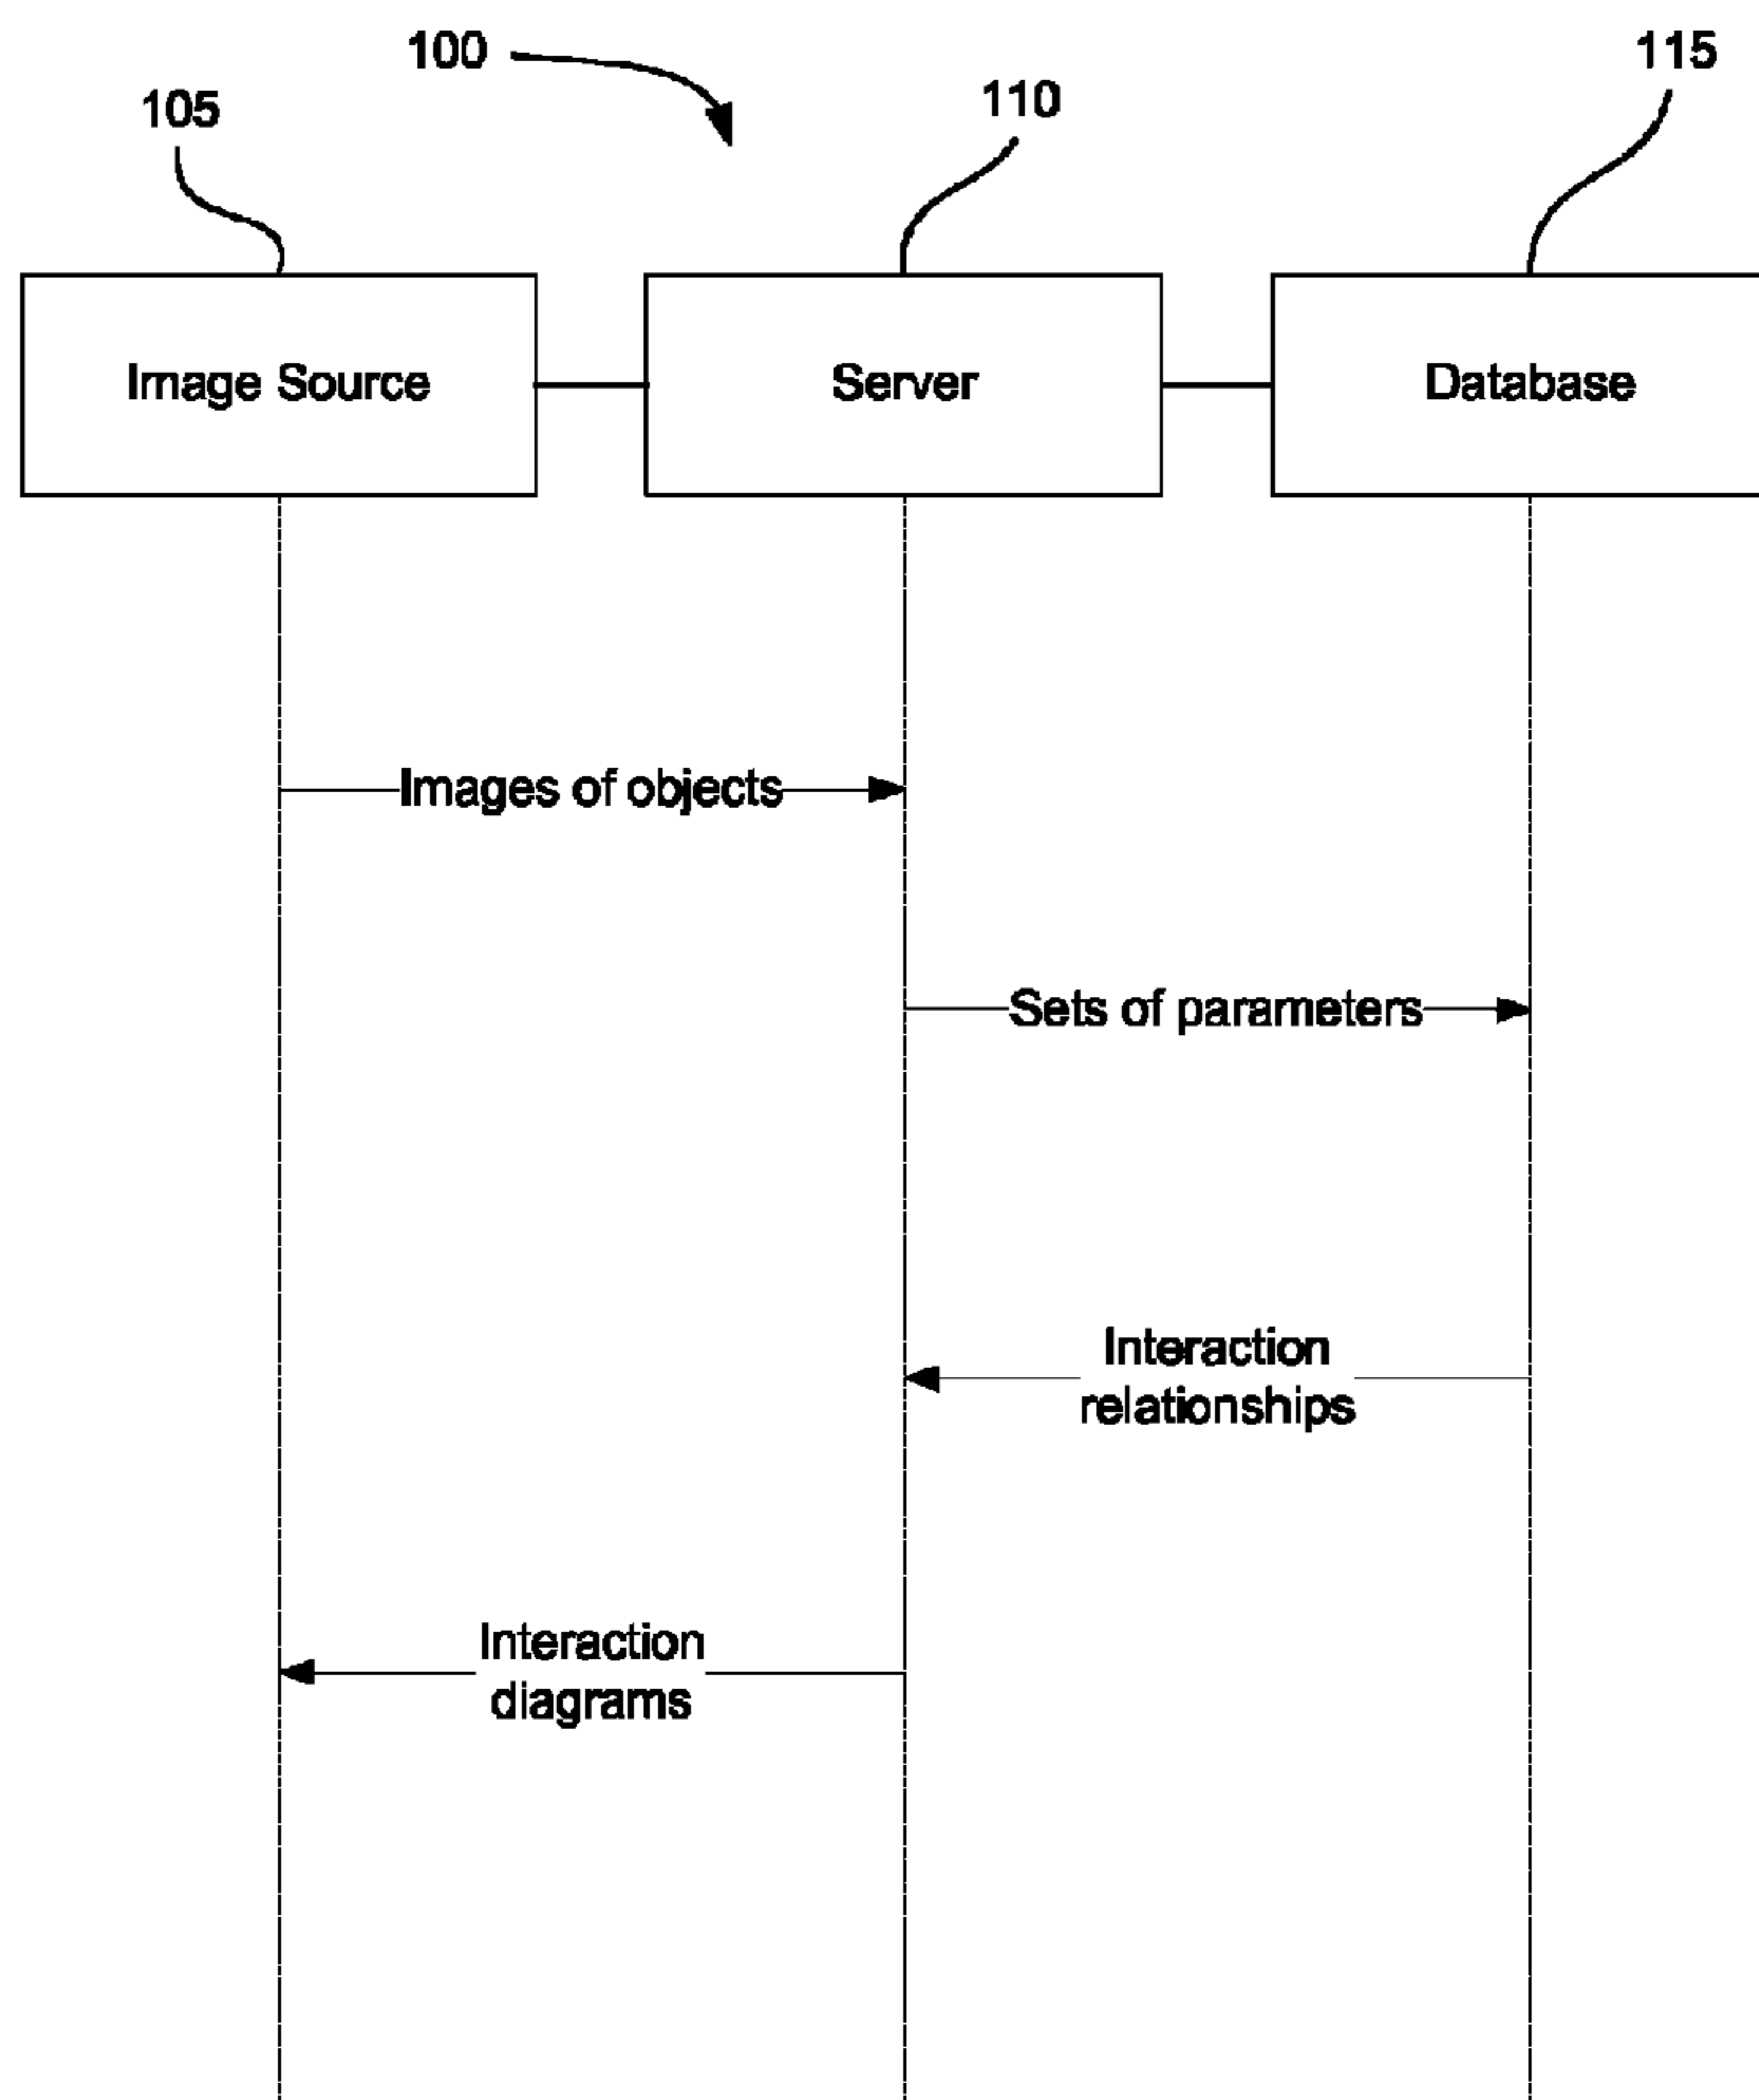 100
115
105
110
Image Source
Server
Database
Images of objects
Sets of parameters
Interaction
relationships
Interaction
diagrams